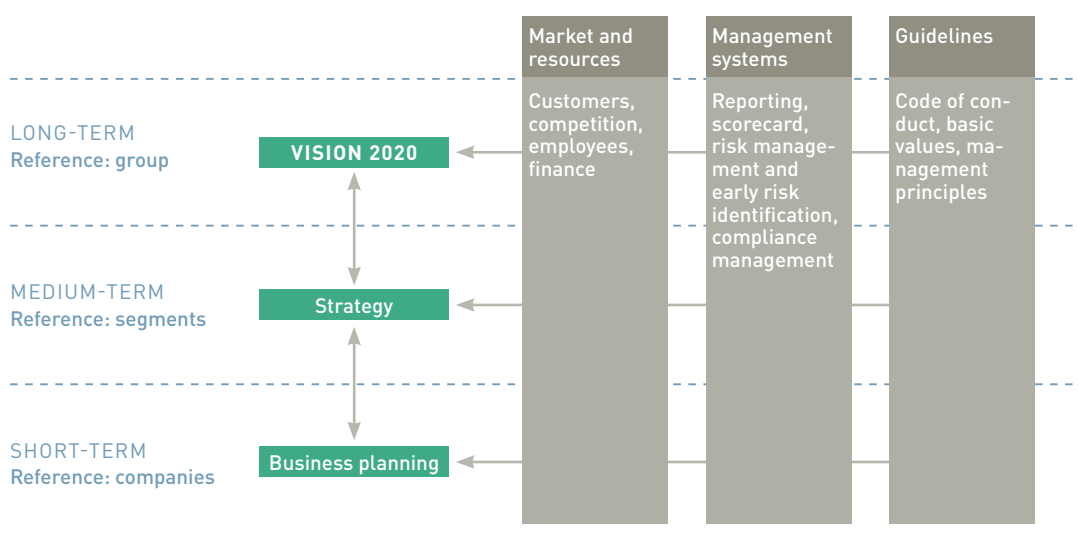 Market and
resources
Management
systems
Guidelines
Customers,
competition,
employees,
finance
Reporting,
scorecard,
risk manage-
ment and
early risk
identification,
compliance
management
Code of con-
duct, basic
values, ma-
nagement
principles
LONG-TERM
Reference: group
VISION 2020
MEDIUM-TERM
Reference: segments
Strategy
SHORT-TERM
Reference: companies
Business planning